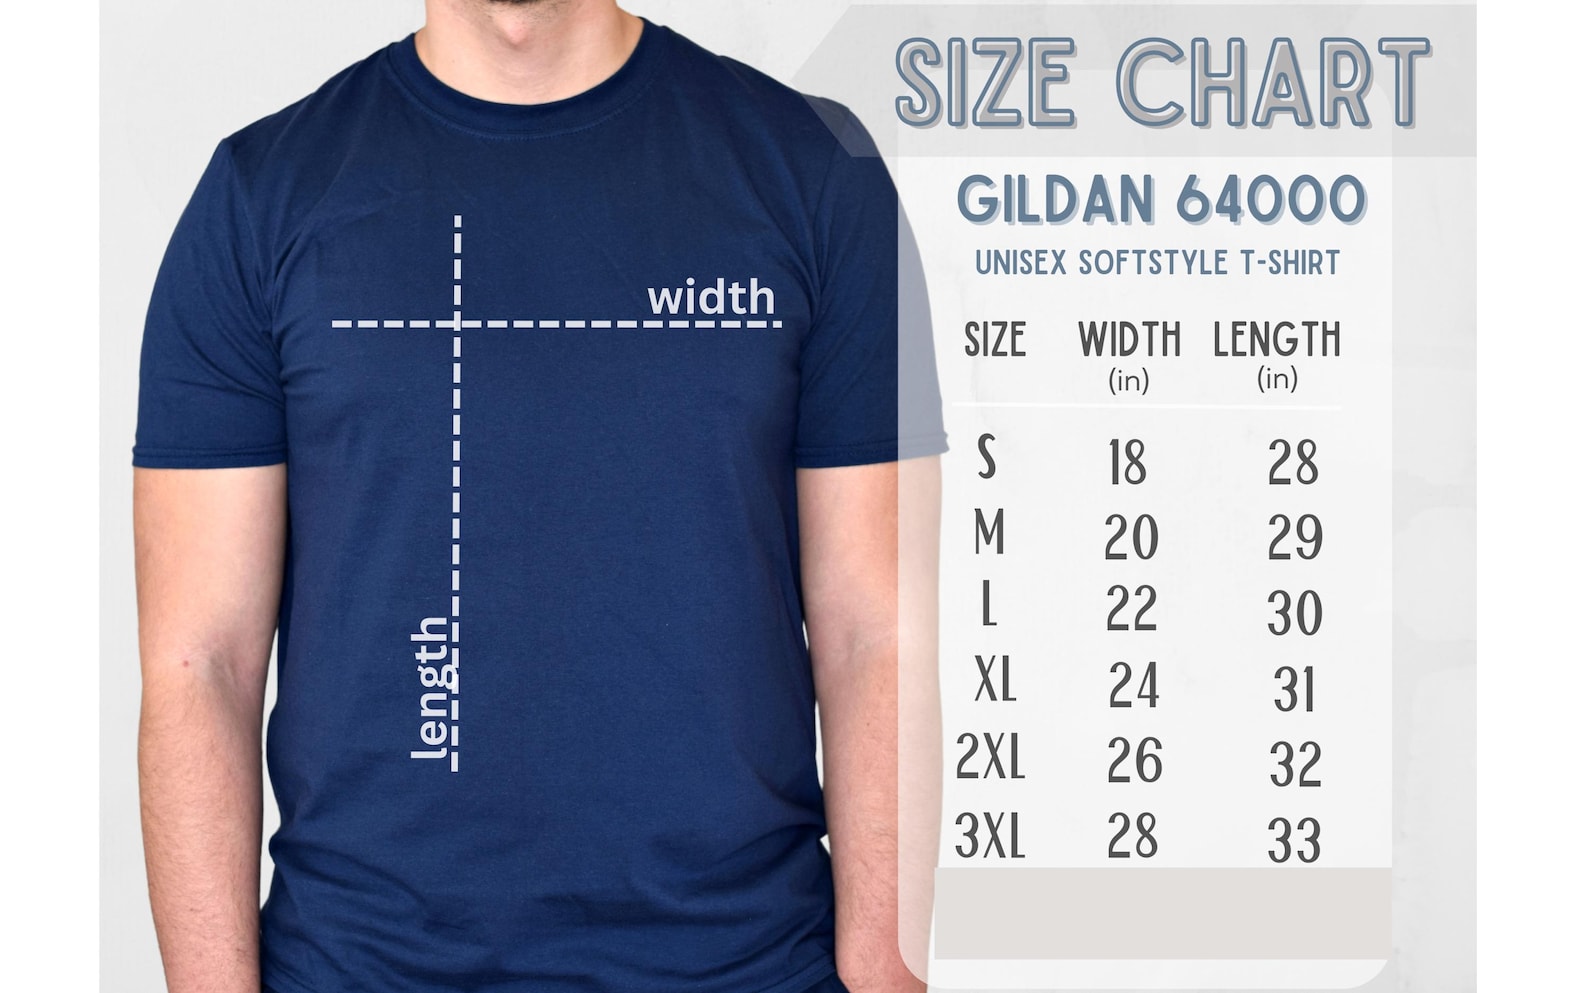 SIZE CHART
GILDAN 64000
UNISEX SOFTSTYLE T-SHIRT
width
length
SIZE WIDTH LENGTH
(in) (in)
S 18 28
M 20 29
L 22 30
XL 24 31
2XL 26 32
3XL 28 33